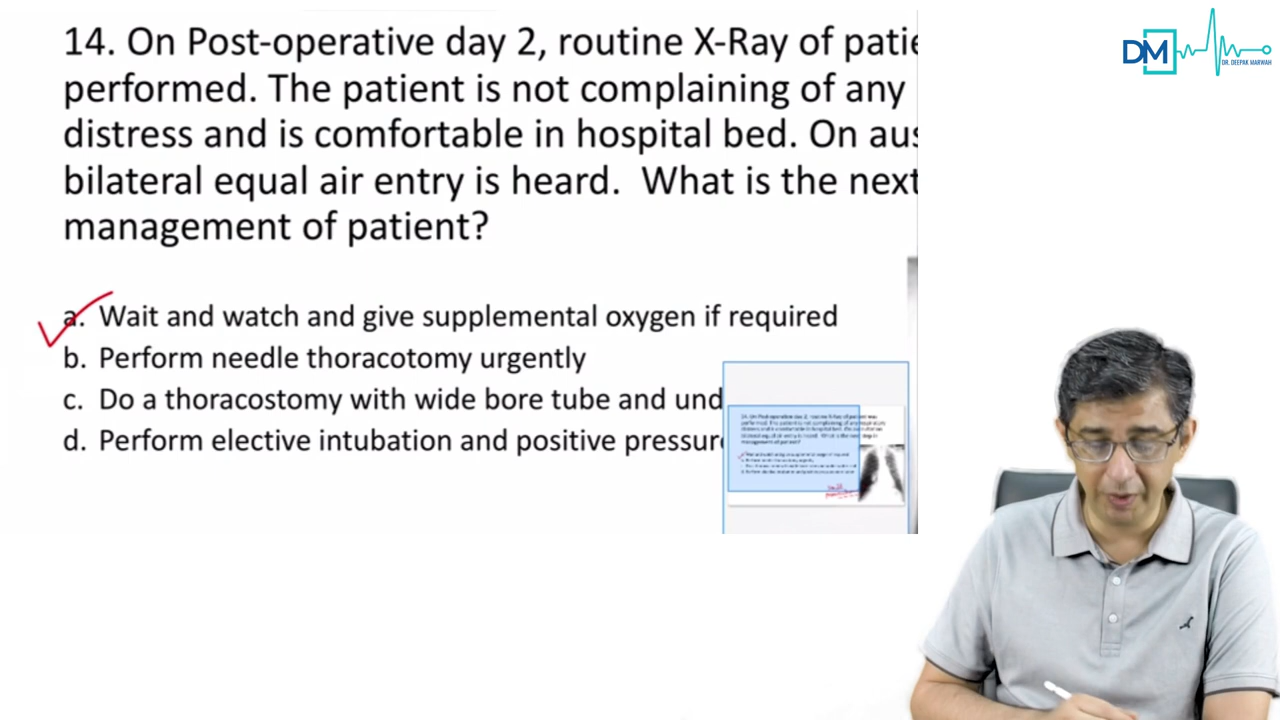 14. On Post-operative day 2, routine X-Ray of patie
performed. The patient is not complaining of any
distress and is comfortable in hospital bed. On aus
bilateral equal air entry is heard. What is the next
management of patient?
a. Wait and watch and give supplemental oxygen if required
b. Perform needle thoracotomy urgently
c. Do a thoracostomy with wide bore tube and und
d. Perform elective intubation and positive pressure
DM
DR. DEEPAK MARWAH